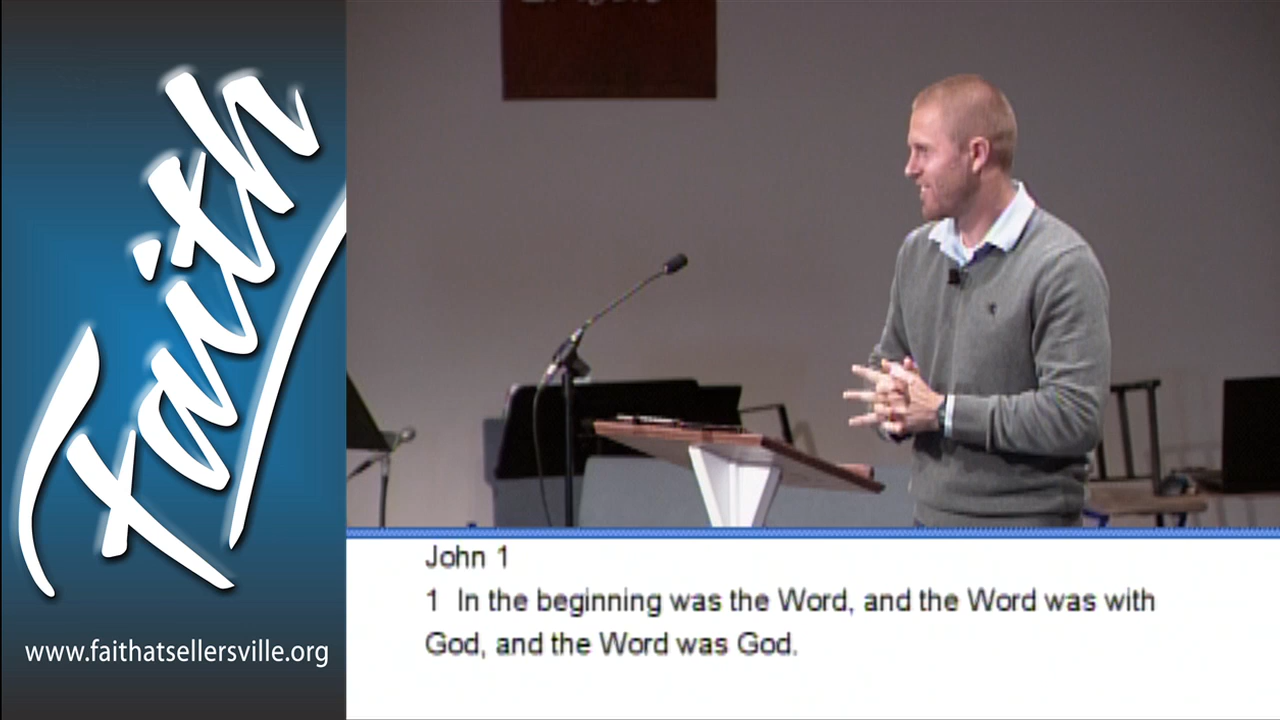 Faith
www.faithatsellersville.org
John 1
1 In the beginning was the Word, and the Word was with
God, and the Word was God.